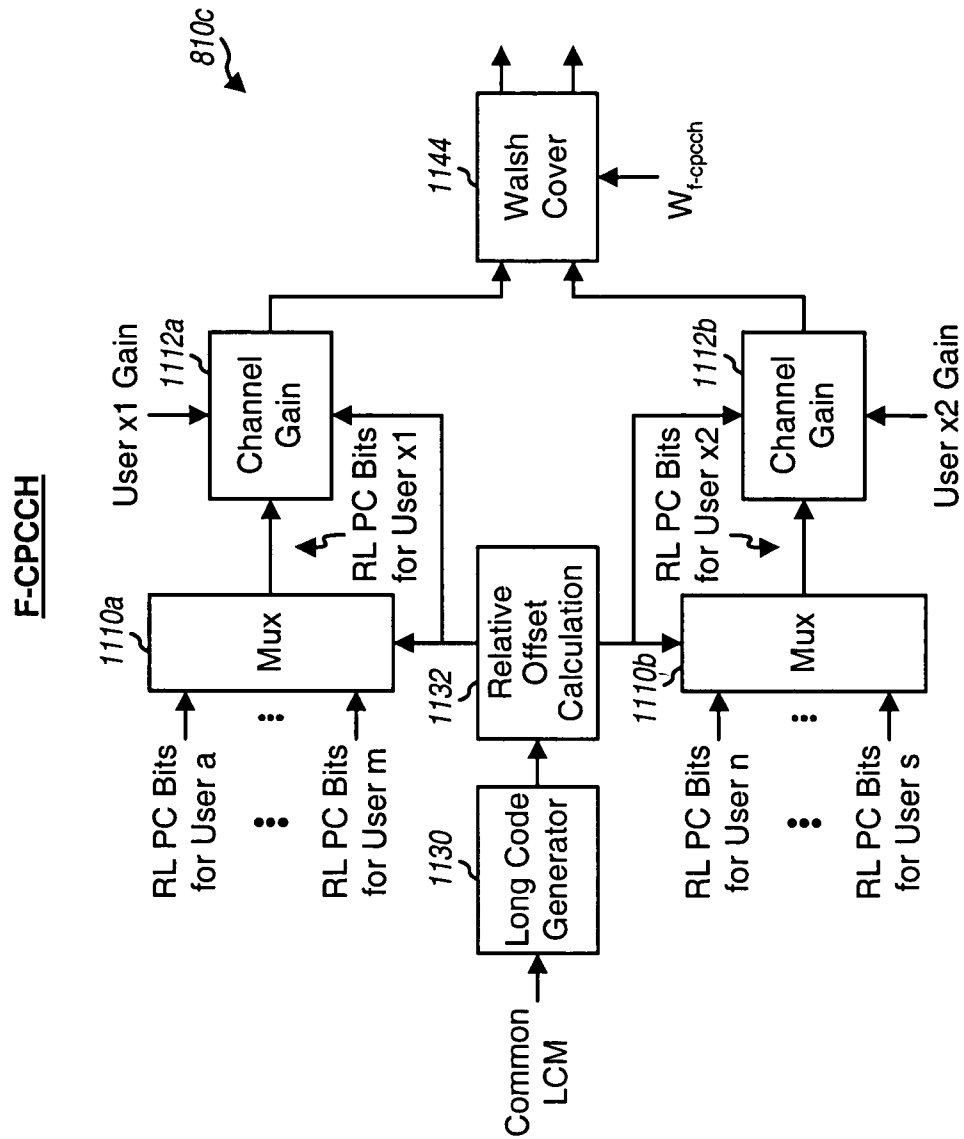 F-CPCCH
810c
RL PC Bits
for User a
...
RL PC Bits
for User m
...
1110a
Mux
RL PC Bits
for User x1
User x1 Gain
1112a
Channel
Gain
Common
LCM
1130
Long Code
Generator
1132
Relative
Offset
Calculation
1144
Walsh
Cover
Wf-cpcch
RL PC Bits
for User n
...
RL PC Bits
for User s
...
1110b
Mux
RL PC Bits
for User x2
1112b
Channel
Gain
User x2 Gain